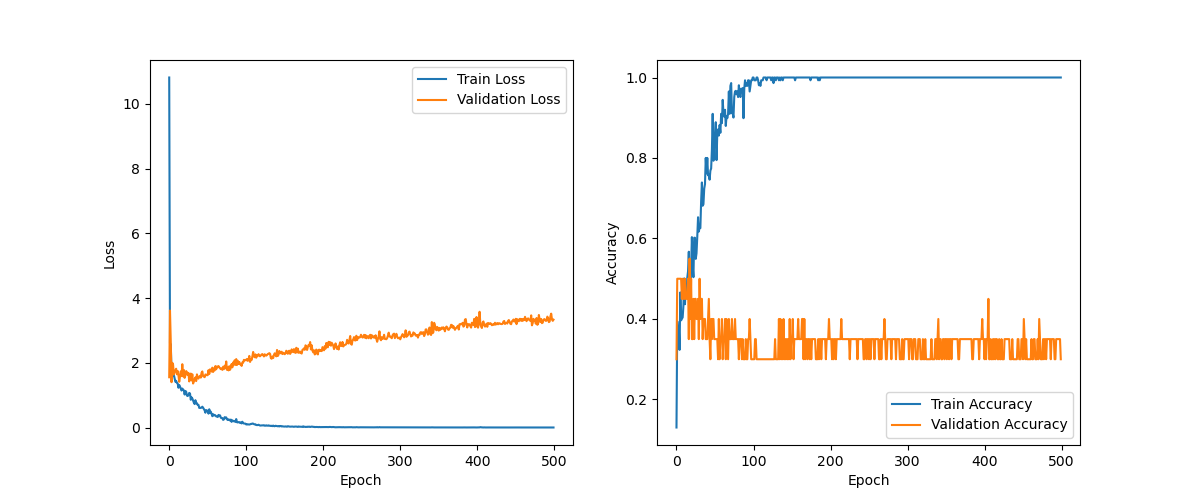 Train Loss
Validation Loss
10
8
6
4
2
0
Loss
0 100 200 300 400 500
Epoch
1.0
0.8
0.6
0.4
0.2
Accuracy
Train Accuracy
Validation Accuracy
0 100 200 300 400 500
Epoch